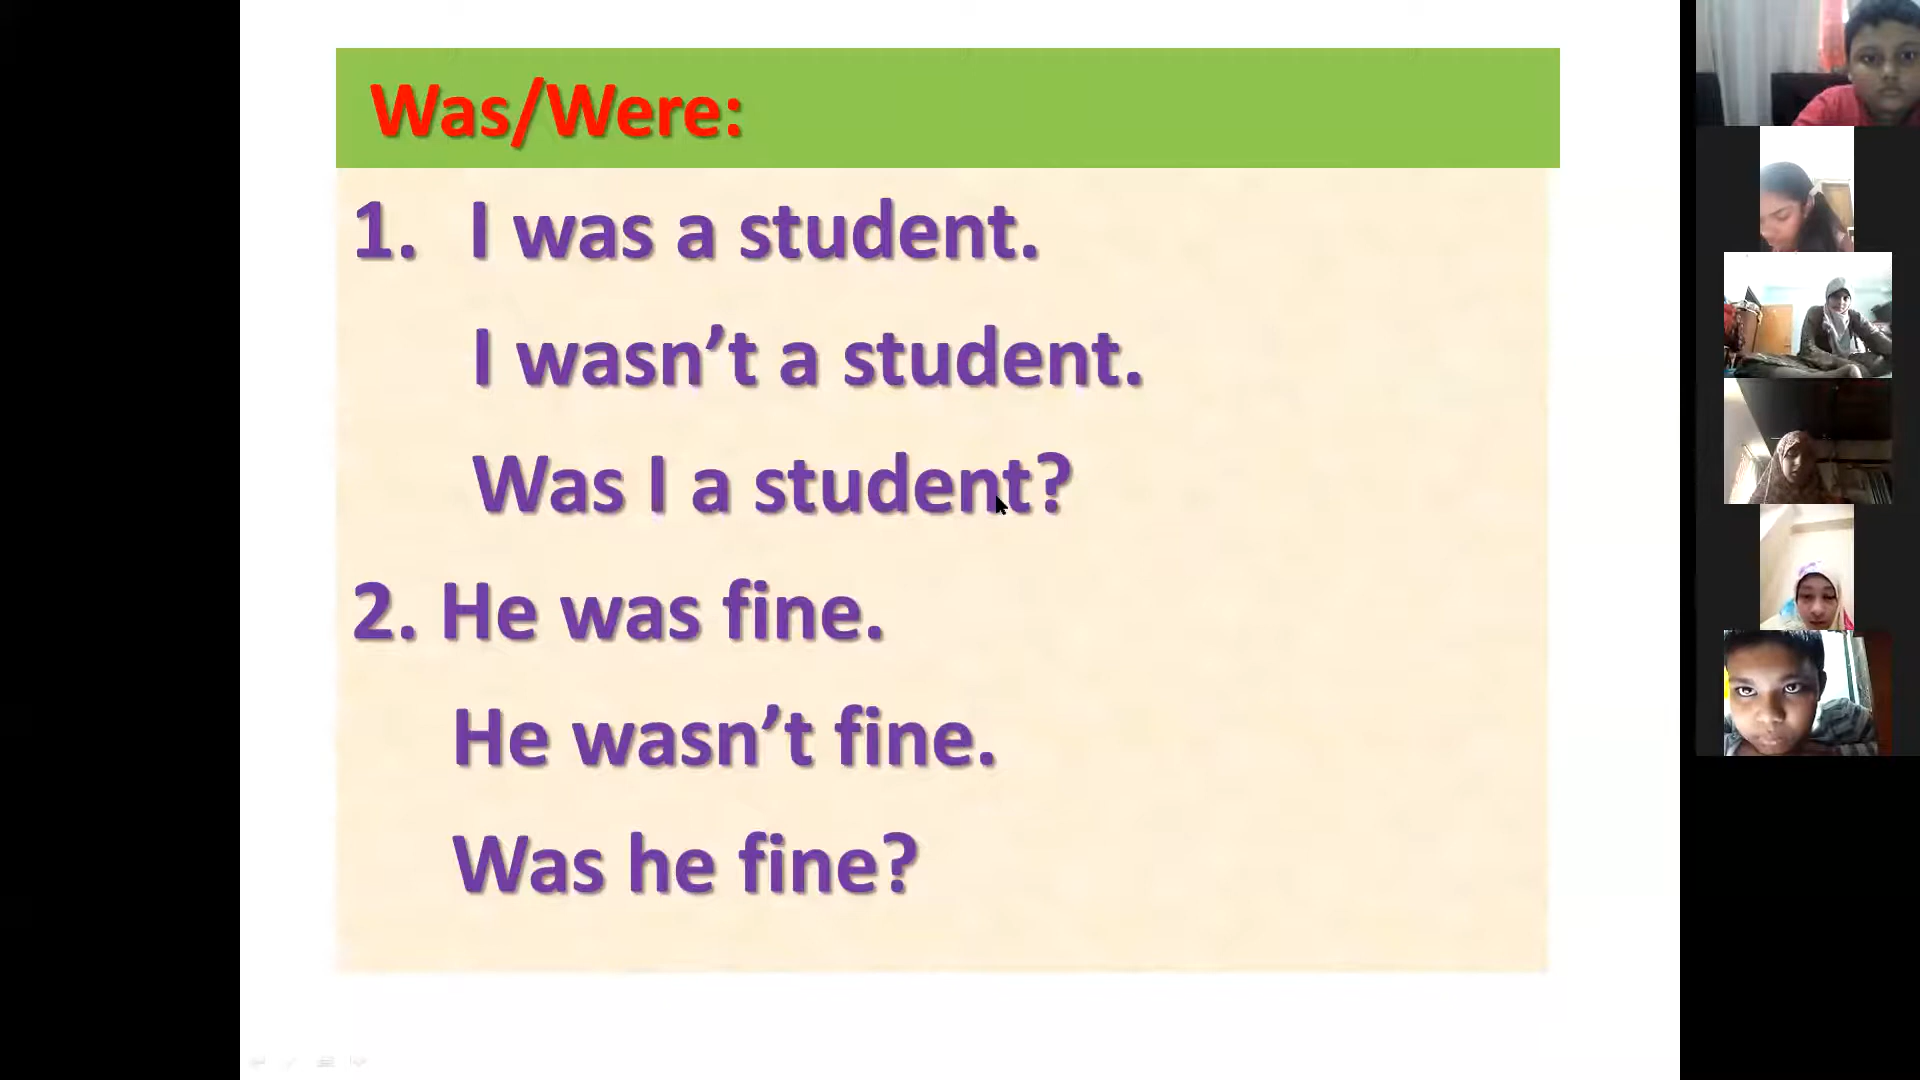 Was/Were:
1. I was a student.
I wasn’t a student.
Was I a student?
2. He was fine.
He wasn’t fine.
Was he fine?